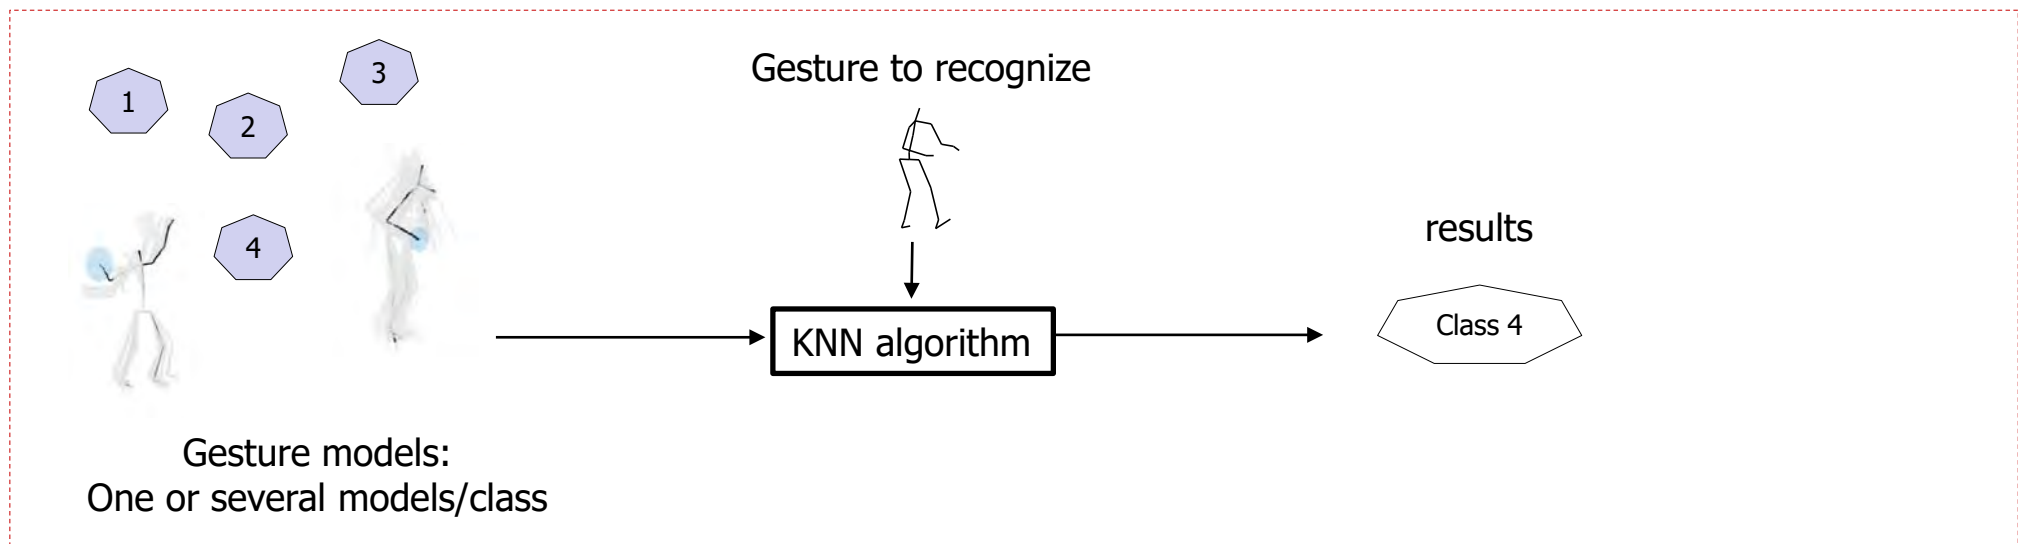 1
2
3
4
Gesture models:
One or several models/class
Gesture to recognize
KNN algorithm
results
Class 4